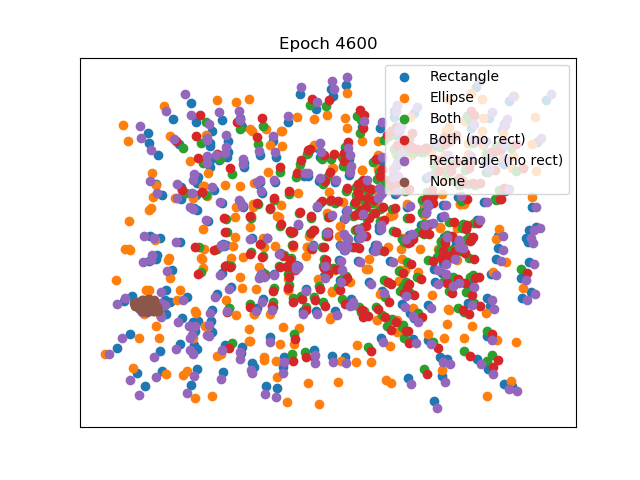 Epoch 4600
Rectangle
Ellipse
Both
Both (no rect)
Rectangle (no rect)
None